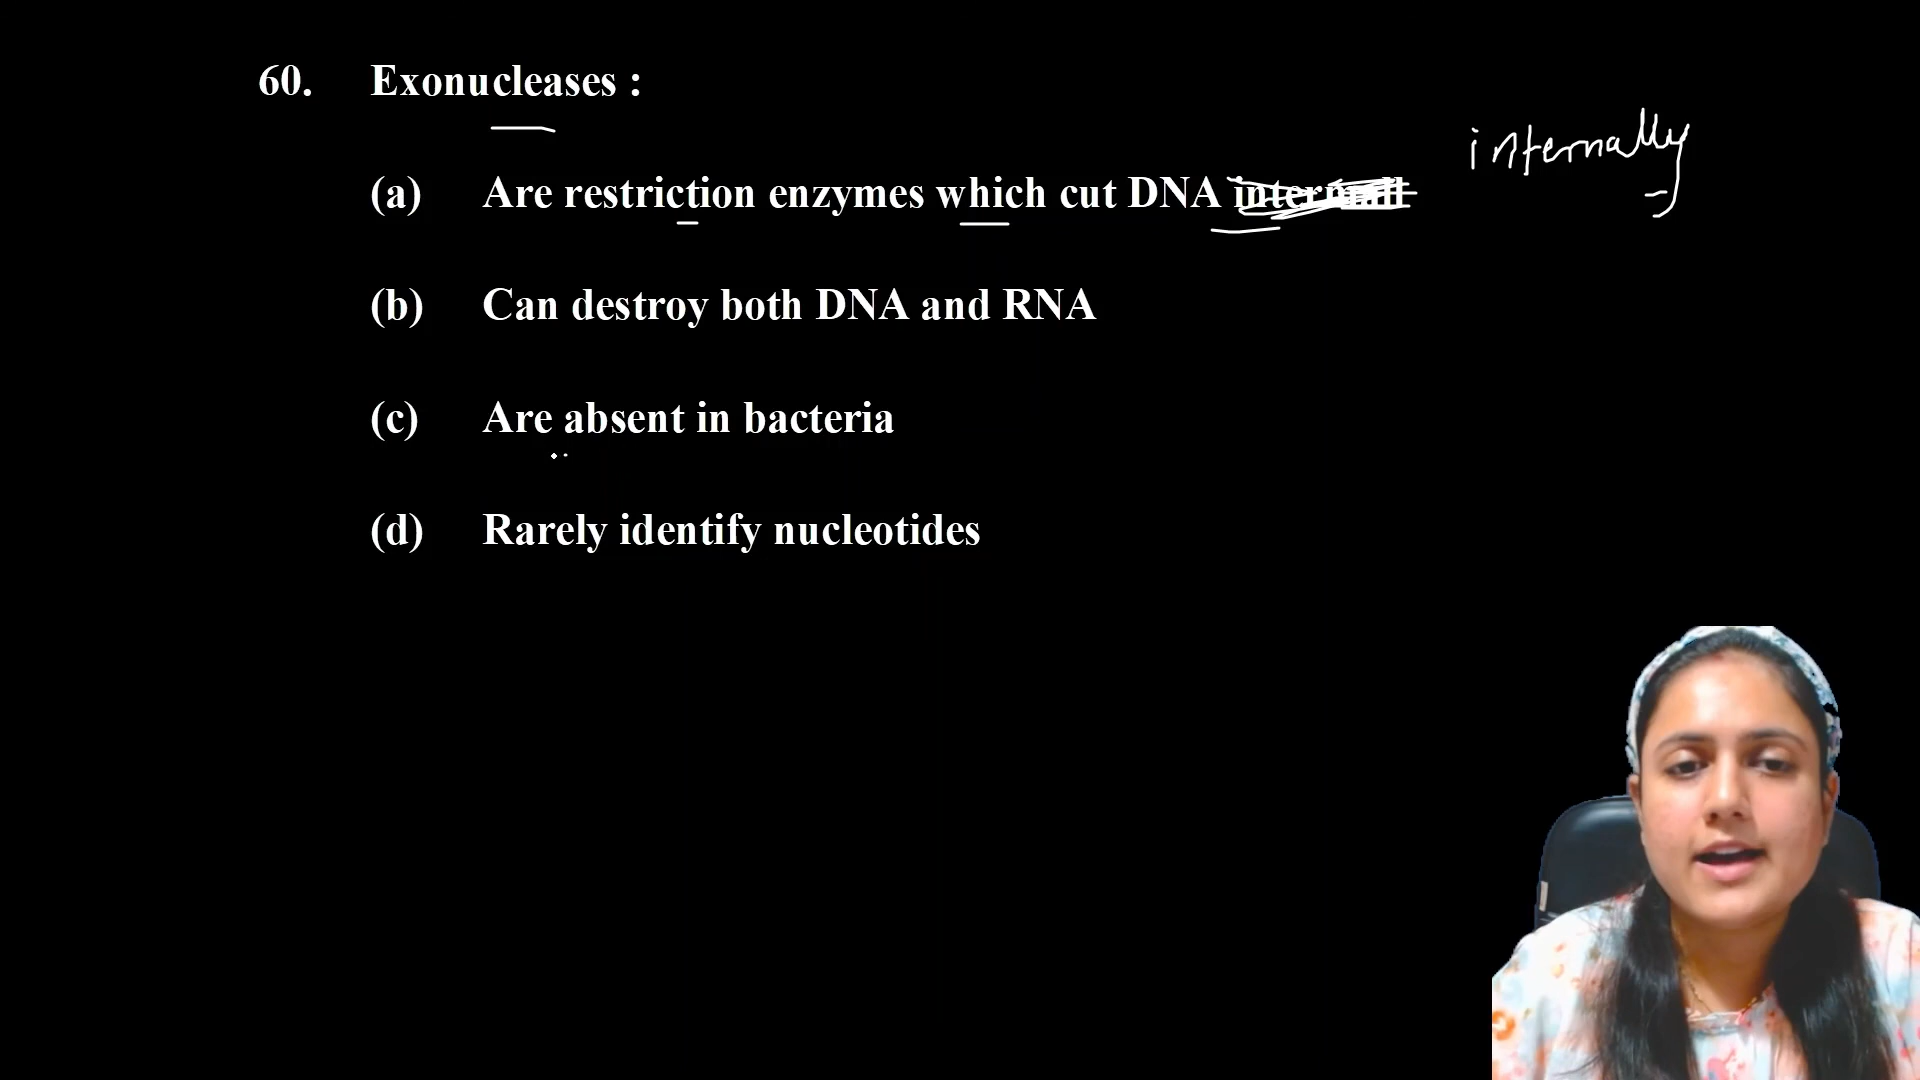 60. Exonucleases :
internally
(a) Are restriction enzymes which cut DNA
(b) Can destroy both DNA and RNA
(c) Are absent in bacteria
(d) Rarely identify nucleotides